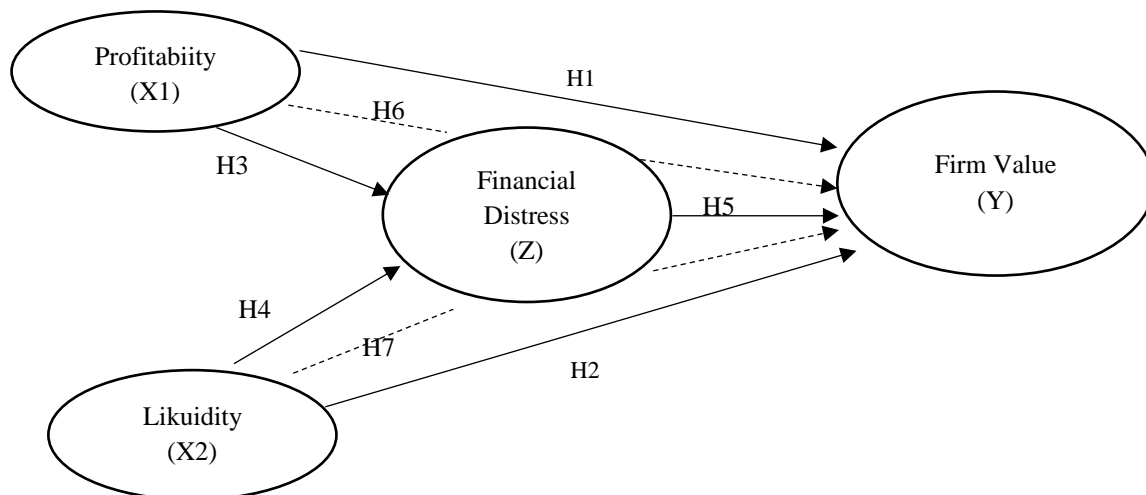 Profitabiity
(X1)
H1
H6
H3
Financial
Distress
(Z)
Firm Value
(Y)
H5
H4
H7
H2
Likuidity
(X2)